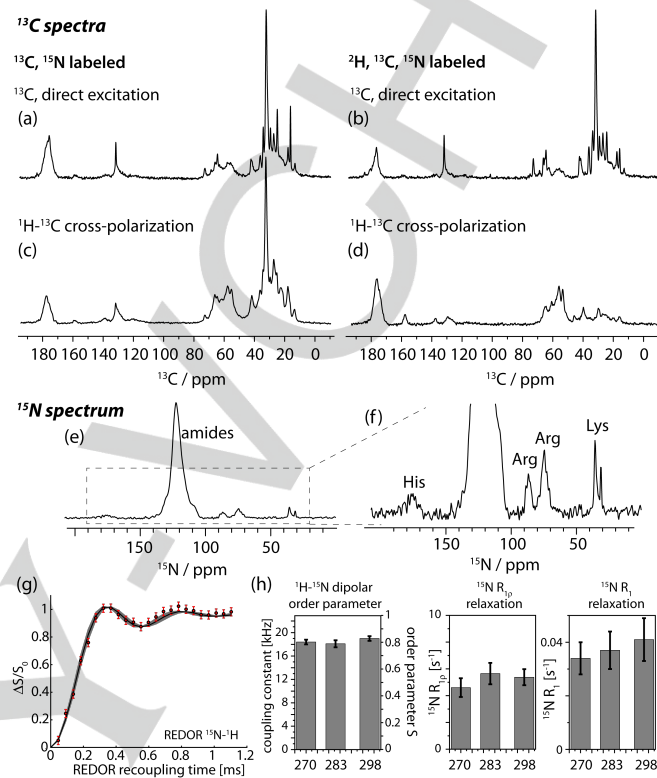 ¹³C spectra
¹³C, ¹⁵N labeled
²H, ¹³C, ¹⁵N labeled
¹³C, direct excitation
¹³C, direct excitation
(a)
(b)
¹H-¹³C cross-polarization
¹H-¹³C cross-polarization
(c)
(d)
180 160 140 120 100 80 60 40 20 0
180 160 140 120 100 80 60 40 20 0
¹³C / ppm
¹³C / ppm
¹⁵N spectrum
(e)
amides
(f)
His
Arg
Arg
Lys
150 100 50
150 100 50
¹⁵N / ppm
¹⁵N / ppm
(g)
ΔS/S₀
1
0.8
0.6
0.4
0.2
0
REDOR ¹⁵N-¹H
0 0.2 0.4 0.6 0.8 1.0 1.2
REDOR recoupling time [ms]
(h)
¹H-¹⁵N dipolar
order parameter
coupling constant [kHz]
20
16
12
8
4
0
1
0.8
0.6
0.4
0.2
0
order parameter S
270 283 298
¹⁵N R₁ρ
relaxation
¹⁵N R₁ρ [s⁻¹]
10
5
0
270 283 298
¹⁵N R₁
relaxation
¹⁵N R₁ [s⁻¹]
0.04
0
270 283 298
Y-VCH